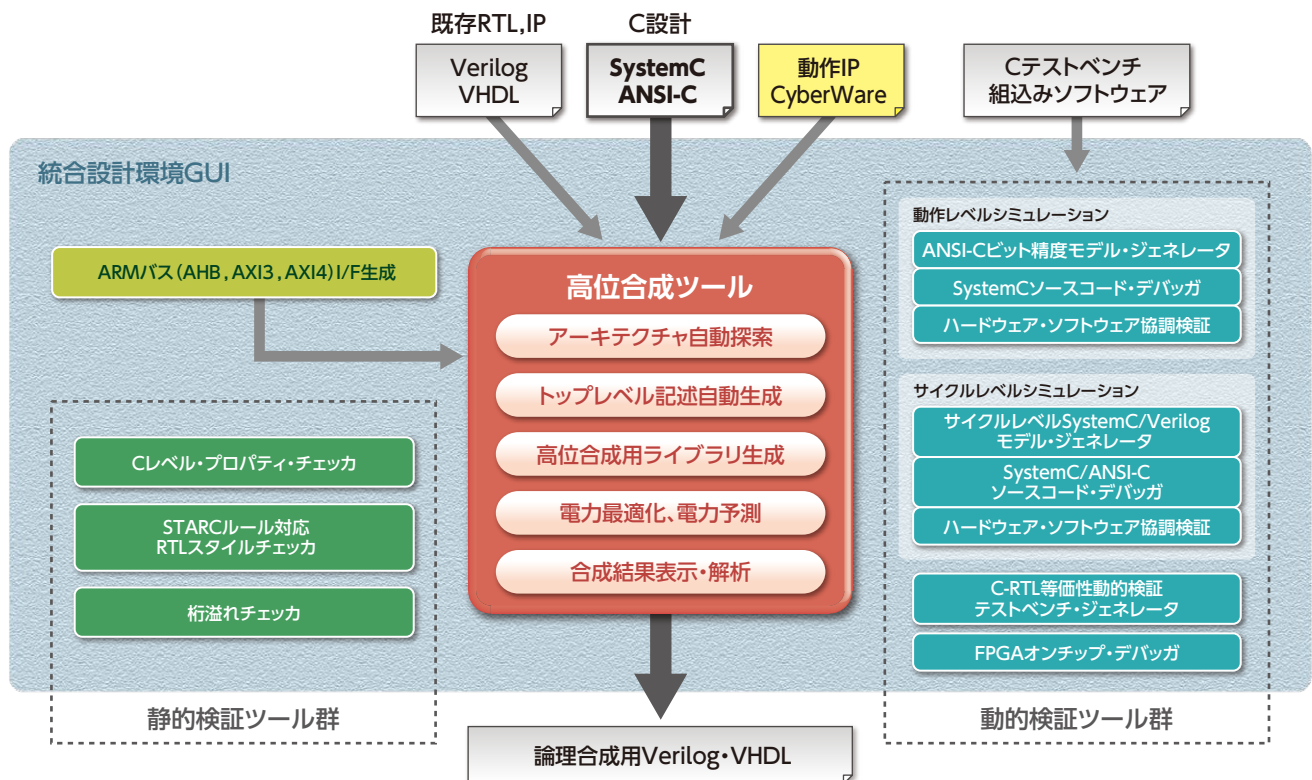 既存RTL,IP
Verilog
VHDL
C設計
SystemC
ANSI-C
動作IP
CyberWare
Cテストベンチ
組込みソフトウェア
統合設計環境GUI
ARMバス(AHB, AXI3, AXI4)I/F生成
Cレベル・プロパティ・チェッカ
STARCルール対応
RTLスタイルチェッカ
桁溢れチェッカ
静的検証ツール群
高位合成ツール
アーキテクチャ自動探索
トップレベル記述自動生成
高位合成用ライブラリ生成
電力最適化、電力予測
合成結果表示・解析
論理合成用Verilog・VHDL
動作レベルシミュレーション
ANSI-Cビット精度モデル・ジェネレータ
SystemCソースコード・デバッガ
ハードウェア・ソフトウェア協調検証
サイクルレベルシミュレーション
サイクルレベルSystemC/Verilog
モデル・ジェネレータ
SystemC/ANSI-C
ソースコード・デバッガ
ハードウェア・ソフトウェア協調検証
C-RTL等価性動的検証
テストベンチ・ジェネレータ
FPGAオンチップ・デバッガ
動的検証ツール群